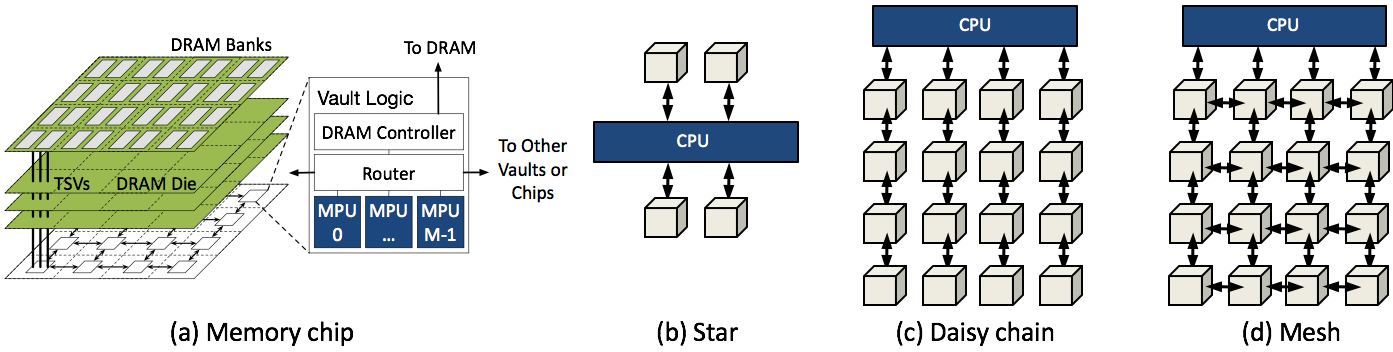 DRAM Banks
TSVs
DRAM Die
To DRAM
Vault Logic
DRAM Controller
Router
MPU
0
MPU
...
MPU
M-1
To Other
Vaults or
Chips
(a) Memory chip
CPU
(b) Star
CPU
(c) Daisy chain
CPU
(d) Mesh